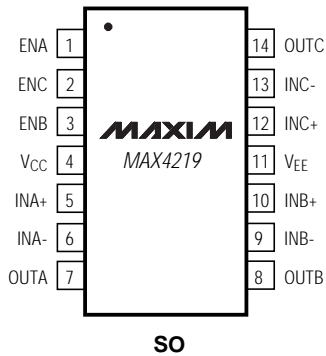 ENA 1 14 OUTC
ENC 2 13 INC-
ENB 3 MAXIM 12 INC+
VCC 4 MAX4219 11 VEE
INA+ 5 10 INB+
INA- 6 9 INB-
OUTA 7 8 OUTB
SO